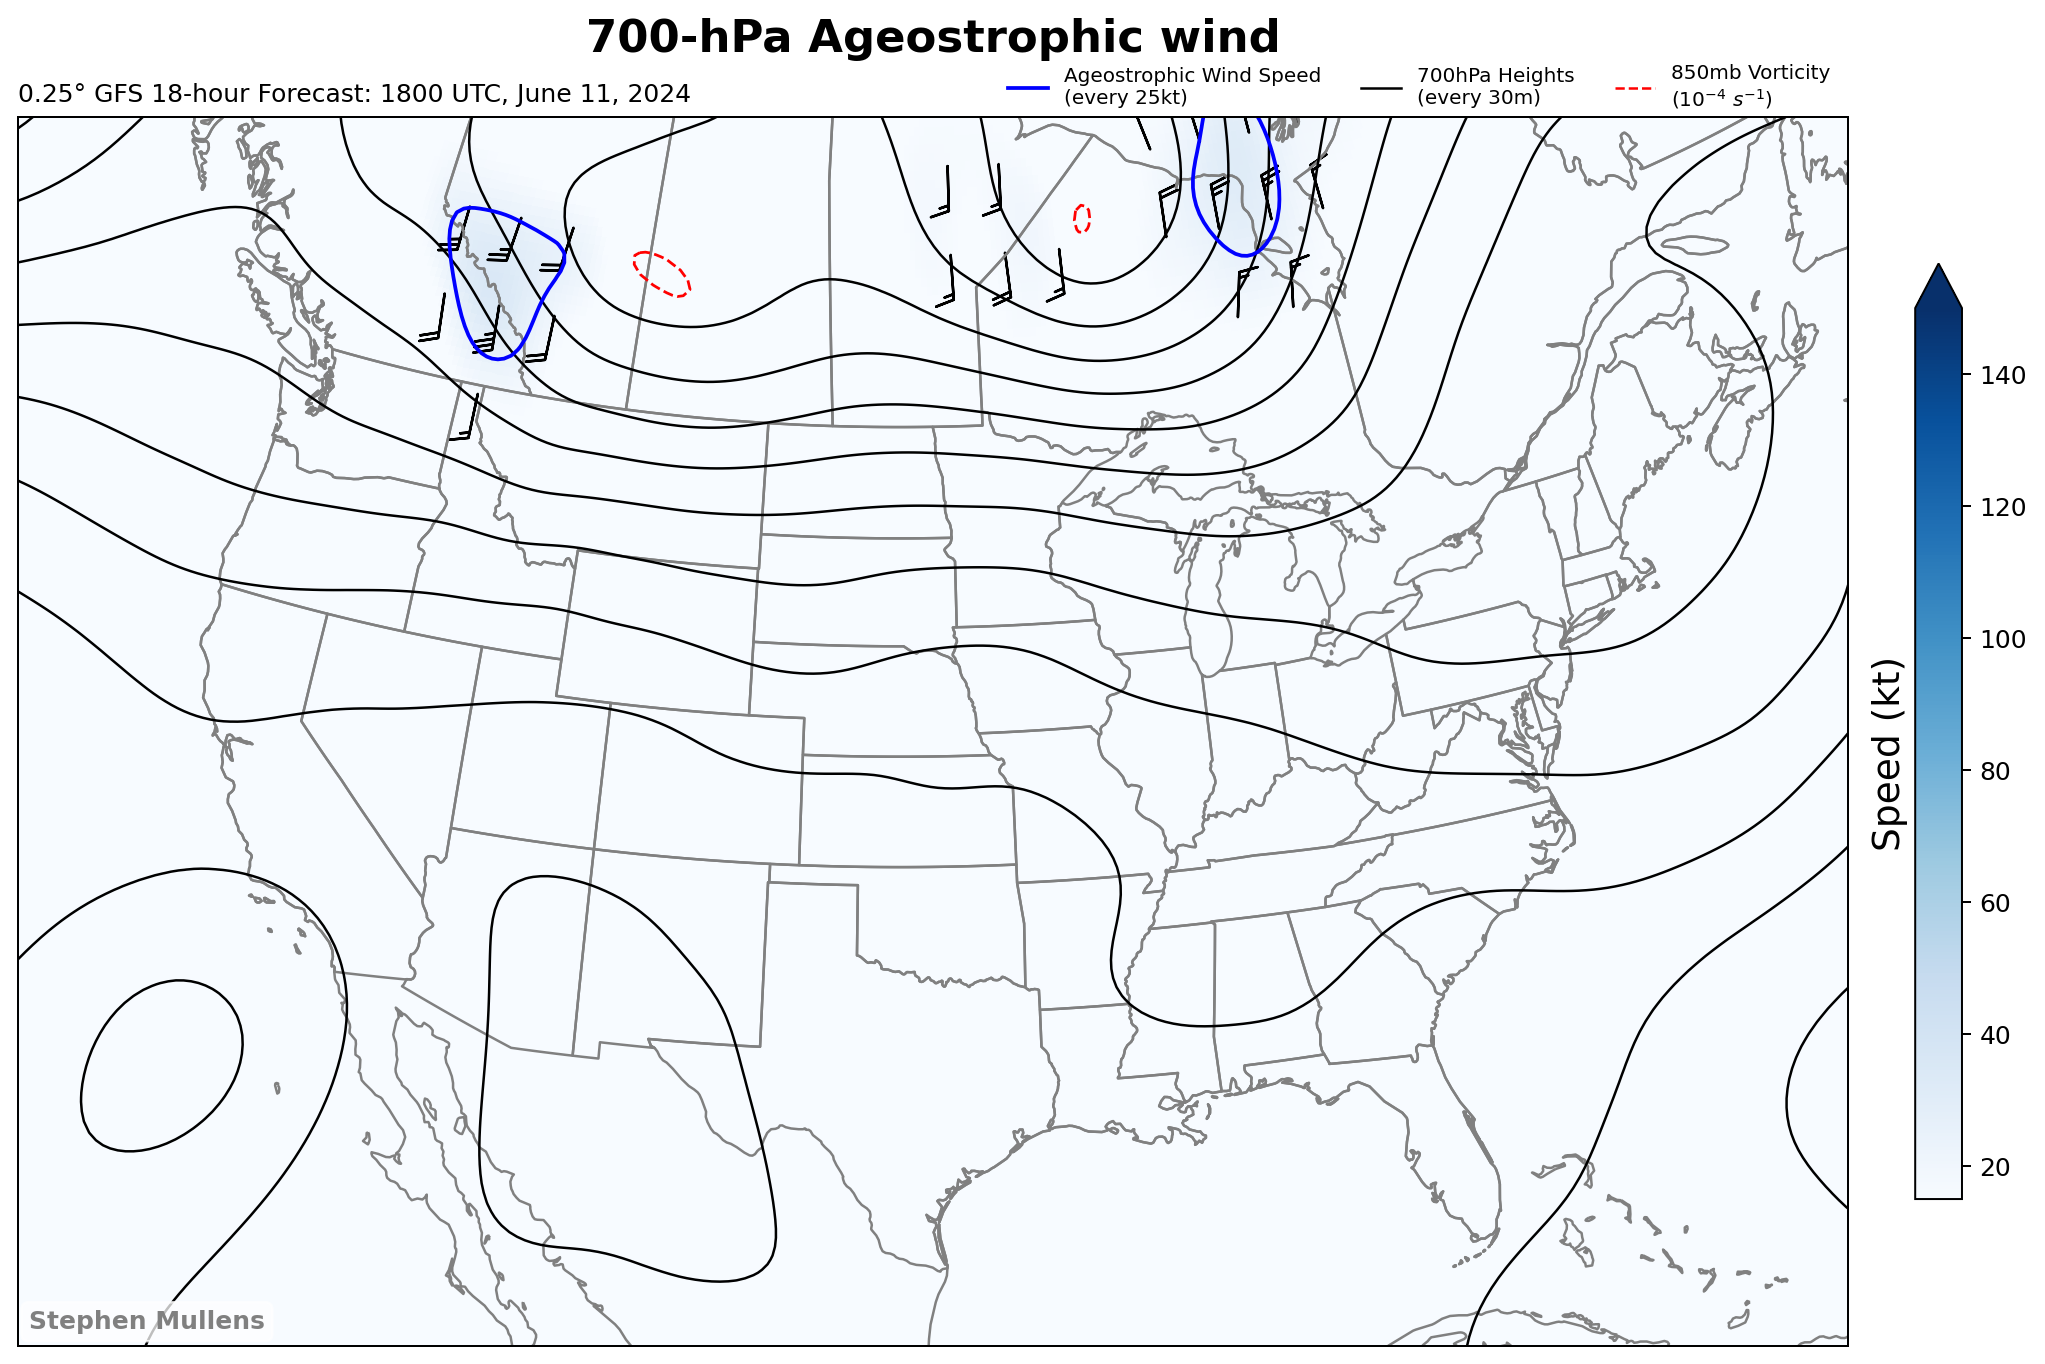 700-hPa Ageostrophic wind
0.25° GFS 18-hour Forecast: 1800 UTC, June 11, 2024
Ageostrophic Wind Speed
(every 25kt)
700hPa Heights
(every 30m)
850mb Vorticity
(10⁻⁴ s⁻¹)
140
120
100
80
60
40
20
Speed (kt)
Stephen Mullens